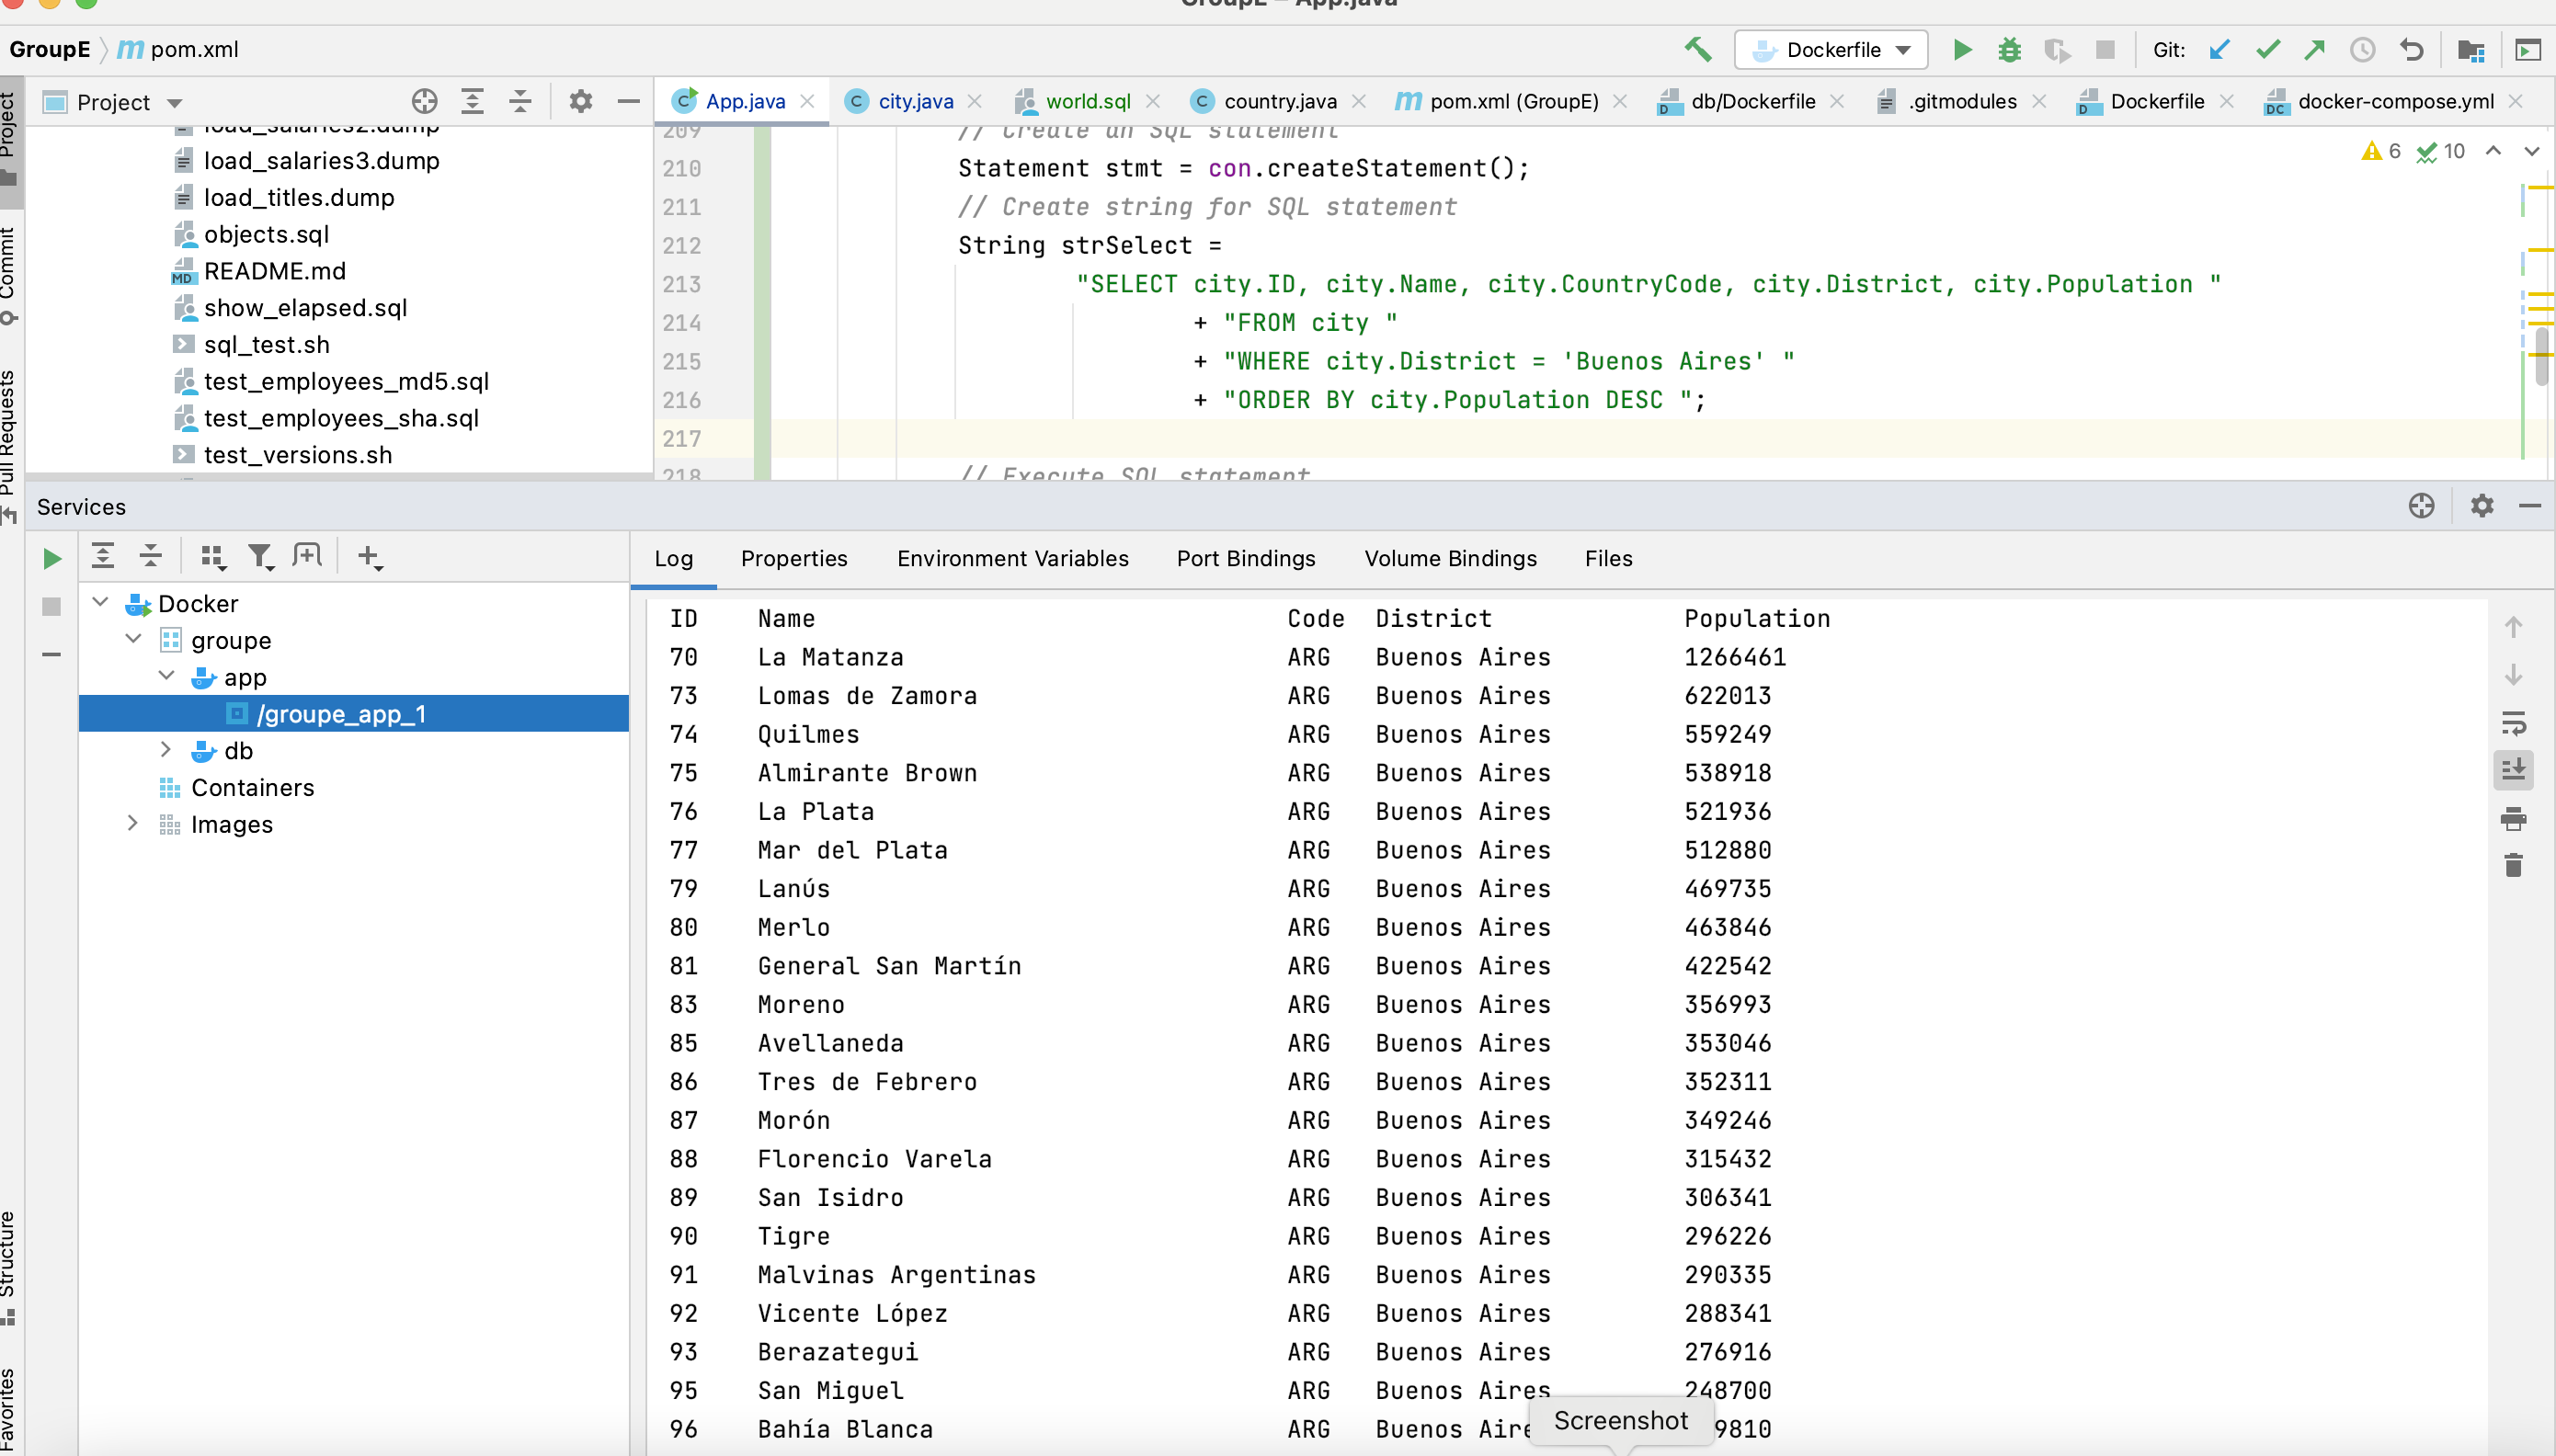 GroupE – App.java
GroupE pom.xml
Dockerfile
Git:
Project
App.java
city.java
world.sql
country.java
pom.xml (GroupE)
db/Dockerfile
.gitmodules
Dockerfile
docker-compose.yml
Project
Commit
Pull Requests
Structure
Favorites
load_salaries2.dump
load_salaries3.dump
load_titles.dump
objects.sql
README.md
show_elapsed.sql
sql_test.sh
test_employees_md5.sql
test_employees_sha.sql
test_versions.sh
6 10
209 // Create an SQL statement
210 Statement stmt = con.createStatement();
211 // Create string for SQL statement
212 String strSelect =
213 "SELECT city.ID, city.Name, city.CountryCode, city.District, city.Population "
214 + "FROM city "
215 + "WHERE city.District = 'Buenos Aires' "
216 + "ORDER BY city.Population DESC ";
217
218 // Execute SQL statement
Services
Docker
groupe
app
/groupe_app_1
db
Containers
Images
Log Properties Environment Variables Port Bindings Volume Bindings Files
ID Name Code District Population
70 La Matanza ARG Buenos Aires 1266461
73 Lomas de Zamora ARG Buenos Aires 622013
74 Quilmes ARG Buenos Aires 559249
75 Almirante Brown ARG Buenos Aires 538918
76 La Plata ARG Buenos Aires 521936
77 Mar del Plata ARG Buenos Aires 512880
79 Lanús ARG Buenos Aires 469735
80 Merlo ARG Buenos Aires 463846
81 General San Martín ARG Buenos Aires 422542
83 Moreno ARG Buenos Aires 356993
85 Avellaneda ARG Buenos Aires 353046
86 Tres de Febrero ARG Buenos Aires 352311
87 Morón ARG Buenos Aires 349246
88 Florencio Varela ARG Buenos Aires 315432
89 San Isidro ARG Buenos Aires 306341
90 Tigre ARG Buenos Aires 296226
91 Malvinas Argentinas ARG Buenos Aires 290335
92 Vicente López ARG Buenos Aires 288341
93 Berazategui ARG Buenos Aires 276916
95 San Miguel ARG Buenos Aires 248700
96 Bahía Blanca ARG Buenos Aire 9810
Screenshot